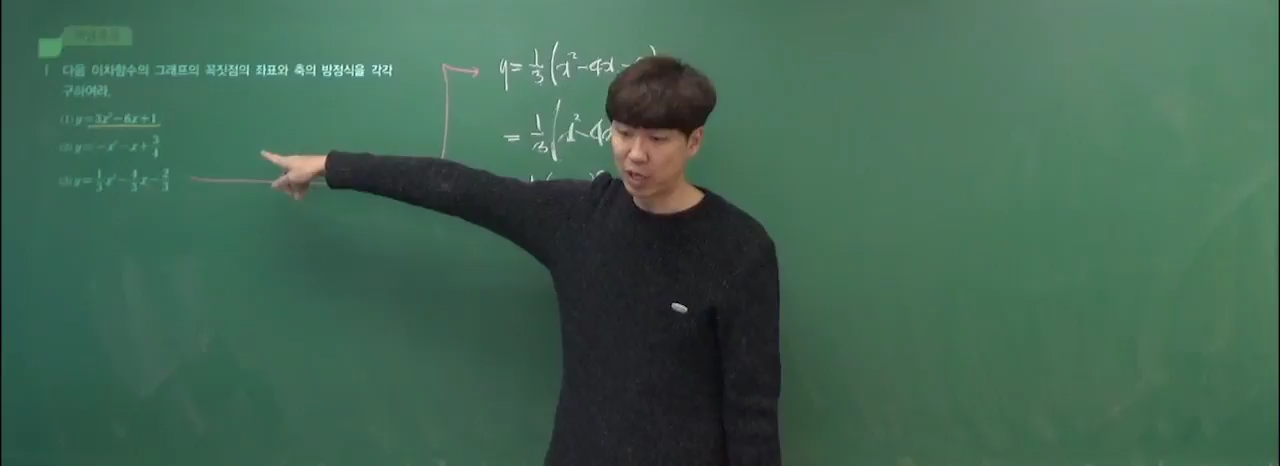 1 다음 이차함수의 그래프의 꼭짓점의 좌표와 축의 방정식을 각각
구하여라.
(1) y=3x²-6x+1
(2) y=-x²-x+3/4
(3) y=1/3x²-4/3x-2/3
y=1/3(x²-4x-
=1/3(x²-4x